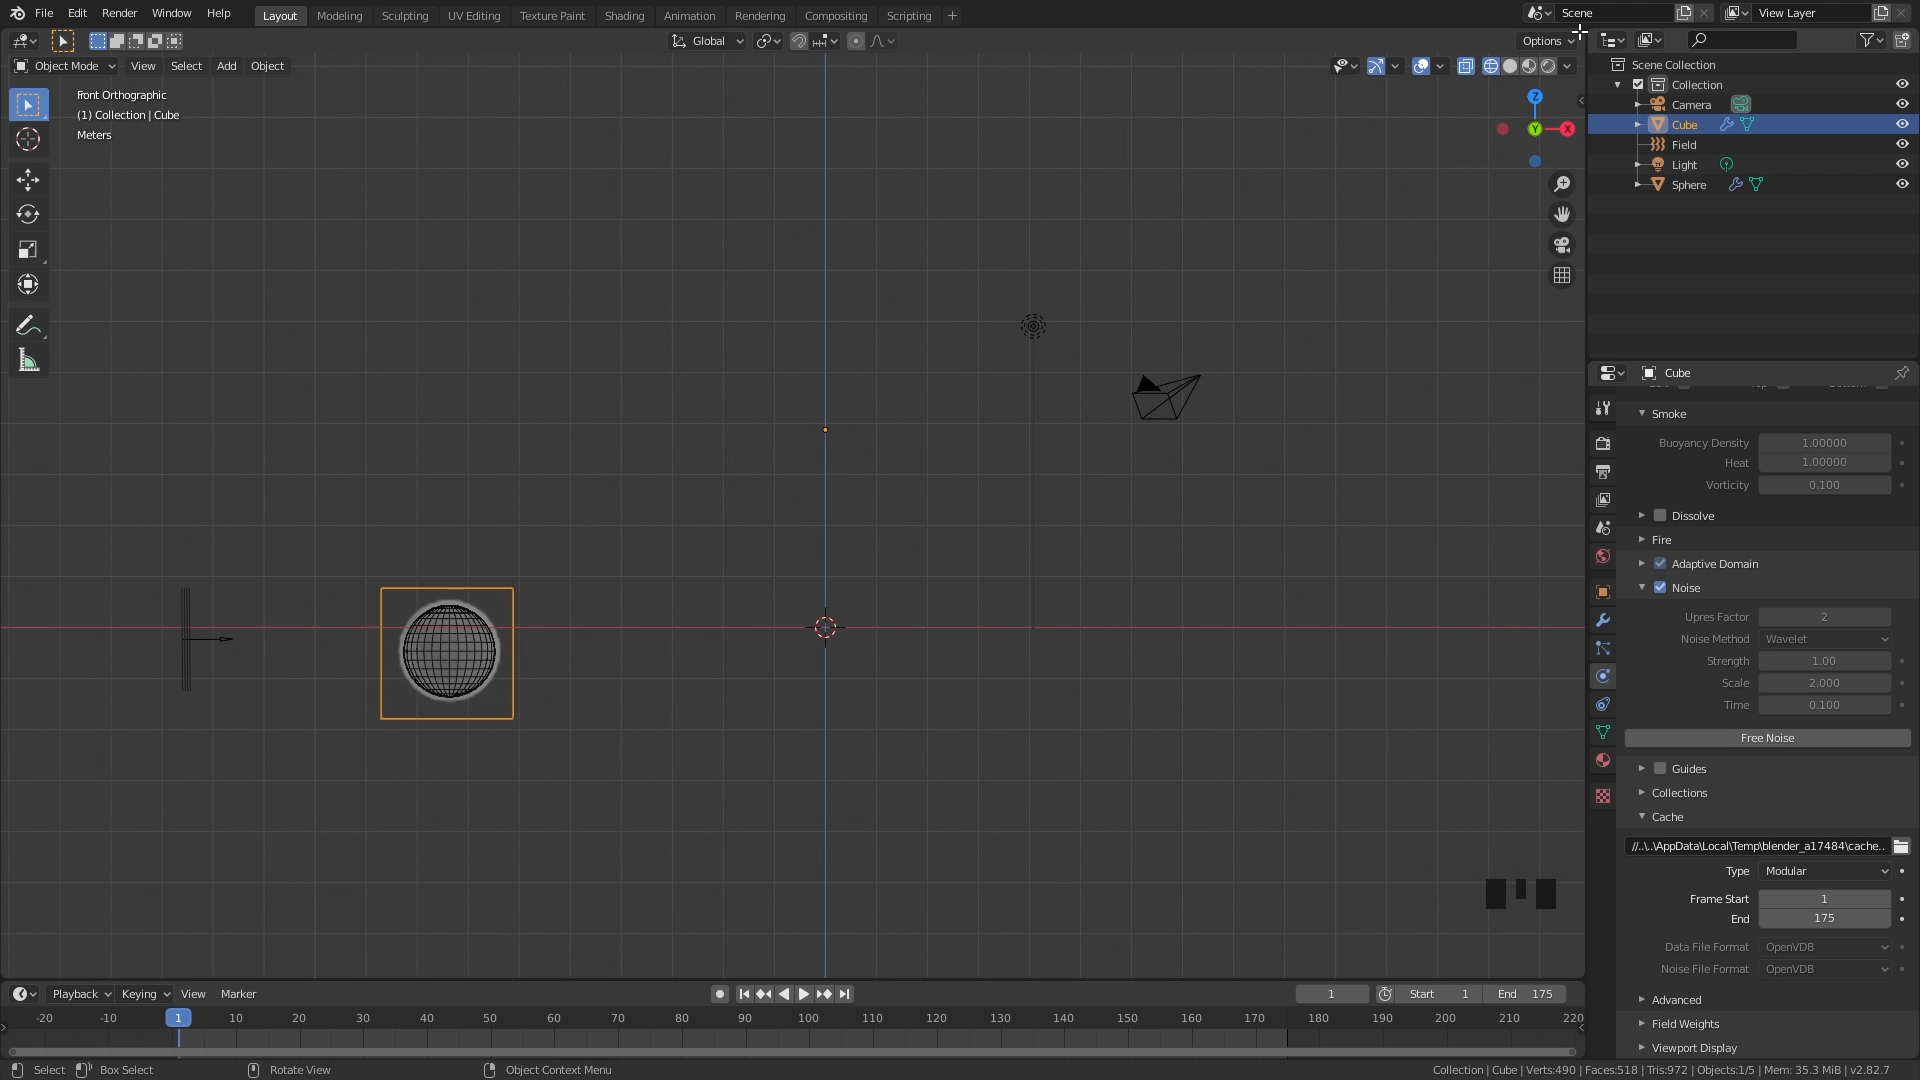 File Edit Render Window Help Layout Modeling Sculpting UV Editing Texture Paint Shading Animation Rendering Compositing Scripting Scene View Layer
Global Options
Object Mode View Select Add Object
Front Orthographic
(1) Collection | Cube
Meters
Z
Y
X
Scene Collection
Collection
Camera
Cube
Field
Light
Sphere
Cube
Smoke
Buoyancy Density 1.00000
Heat 1.00000
Vorticity 0.100
Dissolve
Fire
Adaptive Domain
Noise
Upres Factor 2
Noise Method Wavelet
Strength 1.00
Scale 2.000
Time 0.100
Free Noise
Guides
Collections
Cache
//..\..\AppData\Local\Temp\blender_a17484\cache..
Type Modular
Frame Start 1
End 175
Data File Format OpenVDB
Noise File Format OpenVDB
Advanced
Field Weights
Viewport Display
Playback Keying View Marker 1 Start 1 End 175
-20 -10 1 10 20 30 40 50 60 70 80 90 100 110 120 130 140 150 160 170 180 190 200 210 220
Select Box Select Rotate View Object Context Menu Collection | Cube | Verts:490 | Faces:518 | Tris:972 | Objects:1/5 | Mem: 35.3 MiB | v2.82.7